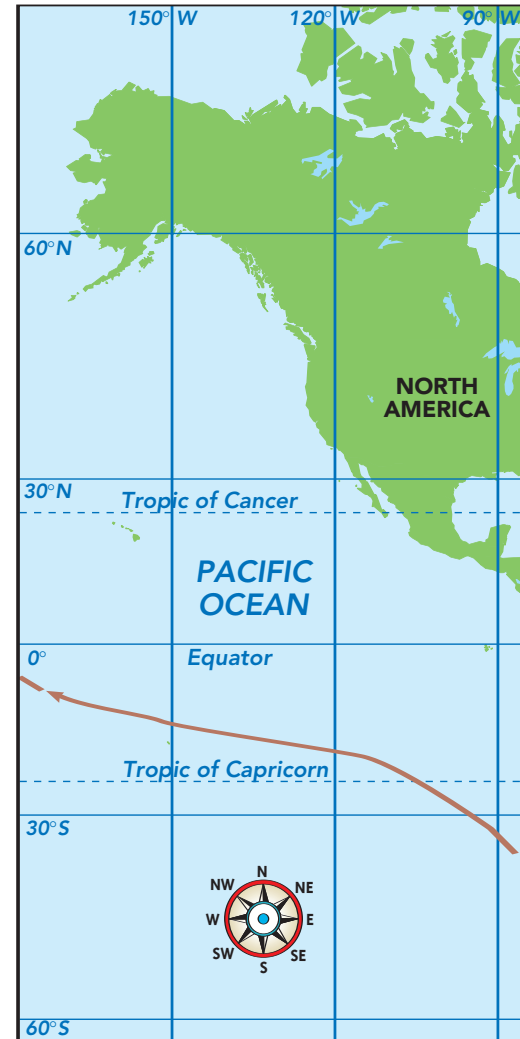 150° W 120° W 90° W
60°N
NORTH
AMERICA
30°N
Tropic of Cancer
PACIFIC
OCEAN
0°
Equator
Tropic of Capricorn
30°S
N
NW NE
W E
SW SE
S
60°S